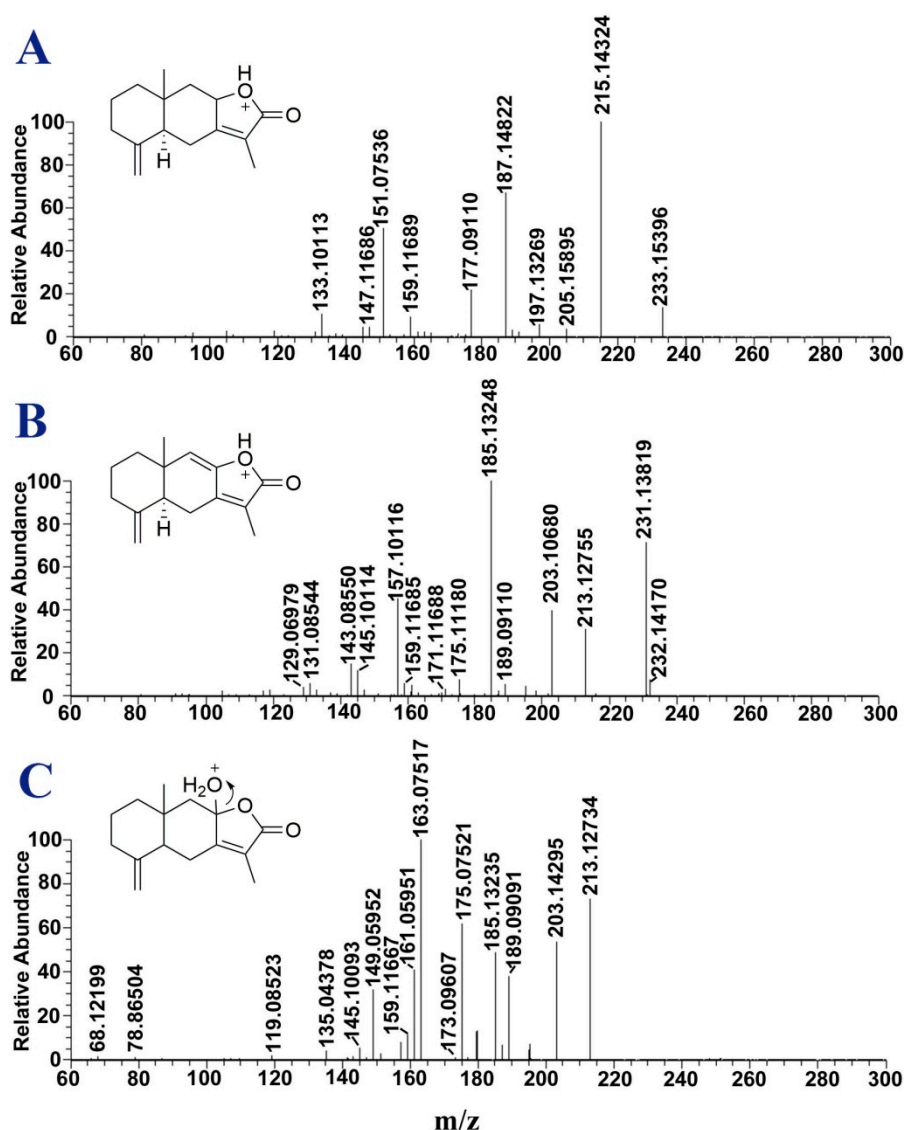 A
H
O
+
O
H
Relative Abundance
100
80
60
40
20
0
133.10113
147.11686
151.07536
159.11689
177.09110
187.14822
197.13269
205.15895
215.14324
233.15396
60 80 100 120 140 160 180 200 220 240 260 280 300
B
H
O
+
O
H
Relative Abundance
100
80
60
40
20
0
129.06979
131.08544
143.08550
145.10114
157.10116
159.11685
171.11688
175.11180
185.13248
189.09110
203.10680
213.12755
231.13819
232.14170
60 80 100 120 140 160 180 200 220 240 260 280 300
C
+
H₂O
O
O
Relative Abundance
100
80
60
40
20
0
68.12199
78.86504
119.08523
135.04378
145.10093
149.05952
159.11667
161.05951
163.07517
173.09607
175.07521
185.13235
189.09091
203.14295
213.12734
60 80 100 120 140 160 180 200 220 240 260 280 300
m/z